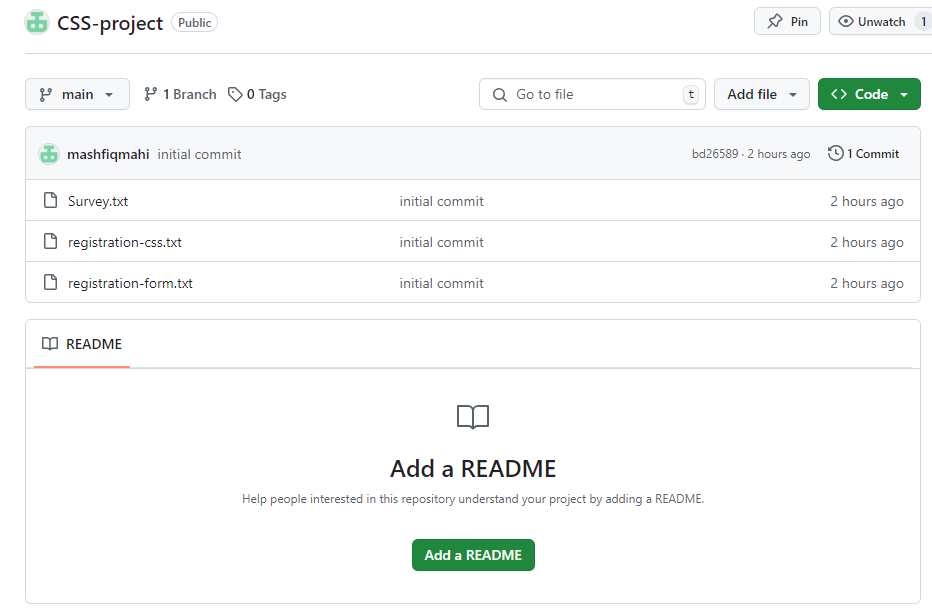 CSS-project Public Pin Unwatch 1
main 1 Branch 0 Tags Go to file t Add file Code
mashfiqmahi initial commit bd26589 · 2 hours ago 1 Commit
Survey.txt initial commit 2 hours ago
registration-css.txt initial commit 2 hours ago
registration-form.txt initial commit 2 hours ago
README
Add a README
Help people interested in this repository understand your project by adding a README.
Add a README